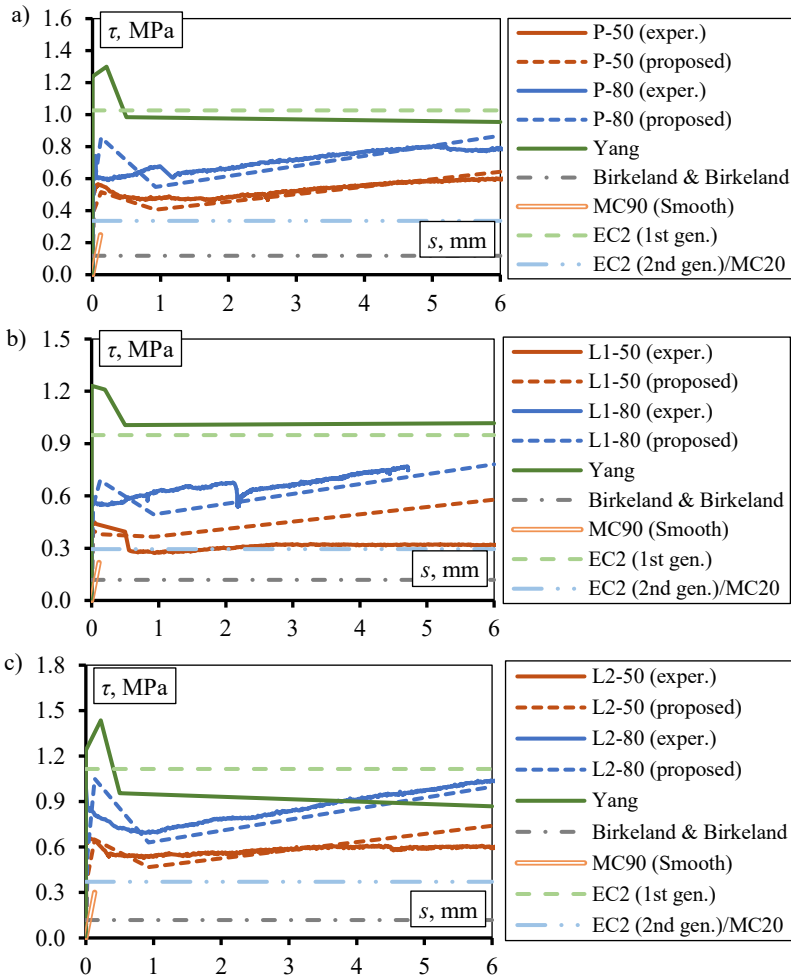 a)
τ, MPa
1.6
1.4
1.2
1.0
0.8
0.6
0.4
0.2
0.0
0 1 2 3 4 5 6
s, mm
P-50 (exper.)
P-50 (proposed)
P-80 (exper.)
P-80 (proposed)
Yang
Birkeland & Birkeland
MC90 (Smooth)
EC2 (1st gen.)
EC2 (2nd gen.)/MC20
b)
τ, MPa
1.5
1.2
0.9
0.6
0.3
0.0
0 1 2 3 4 5 6
s, mm
L1-50 (exper.)
L1-50 (proposed)
L1-80 (exper.)
L1-80 (proposed)
Yang
Birkeland & Birkeland
MC90 (Smooth)
EC2 (1st gen.)
EC2 (2nd gen.)/MC20
c)
τ, MPa
1.8
1.5
1.2
0.9
0.6
0.3
0.0
0 1 2 3 4 5 6
s, mm
L2-50 (exper.)
L2-50 (proposed)
L2-80 (exper.)
L2-80 (proposed)
Yang
Birkeland & Birkeland
MC90 (Smooth)
EC2 (1st gen.)
EC2 (2nd gen.)/MC20